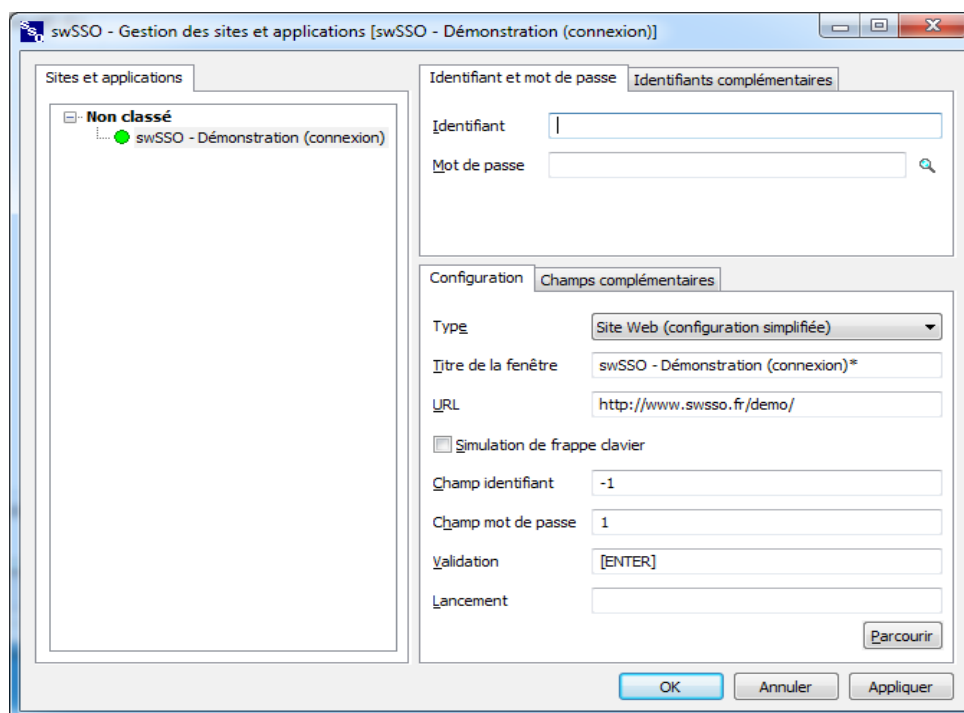 swSSO - Gestion des sites et applications [swSSO - Démonstration (connexion)]
Sites et applications
Non classé
swSSO - Démonstration (connexion)
Identifiant et mot de passe
Identifiants complémentaires
Identifiant
Mot de passe
Configuration
Champs complémentaires
Type
Site Web (configuration simplifiée)
Titre de la fenêtre
swSSO - Démonstration (connexion)*
URL
http://www.swsso.fr/demo/
Simulation de frappe clavier
Champ identifiant
-1
Champ mot de passe
1
Validation
[ENTER]
Lancement
Parcourir
OK
Annuler
Appliquer